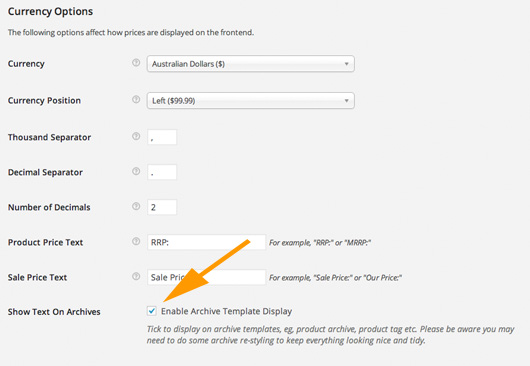 Currency Options
The following options affect how prices are displayed on the frontend.
Currency Australian Dollars ($)
Currency Position Left ($99.99)
Thousand Separator ,
Decimal Separator .
Number of Decimals 2
Product Price Text RRP: For example, "RRP:" or "MRRP:"
Sale Price Text Sale For example, "Sale Price:" or "Our Price:"
Show Text On Archives Enable Archive Template Display
Tick to display on archive templates, eg, product archive, product tag etc. Please be aware you may
need to do some archive re-styling to keep everything looking nice and tidy.